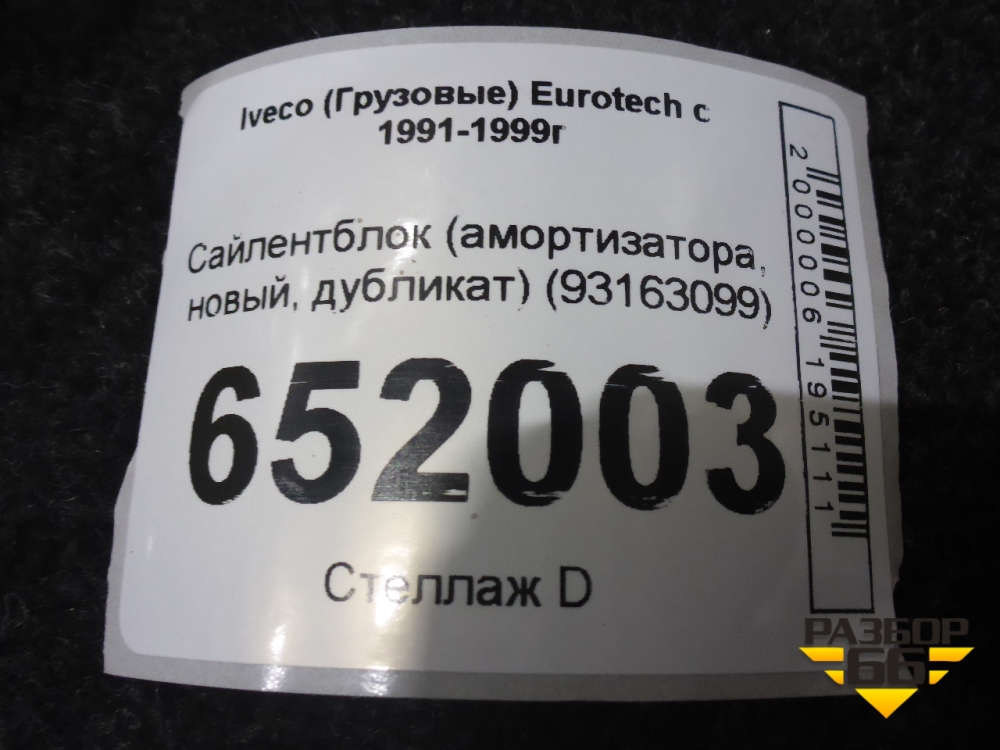 Iveco (Грузовые) Eurotech с
1991-1999г
Сайлентблок (амортизатора,
новый, дубликат) (93163099)
652003
Стеллаж D
2000006195111
РАЗБОР
66